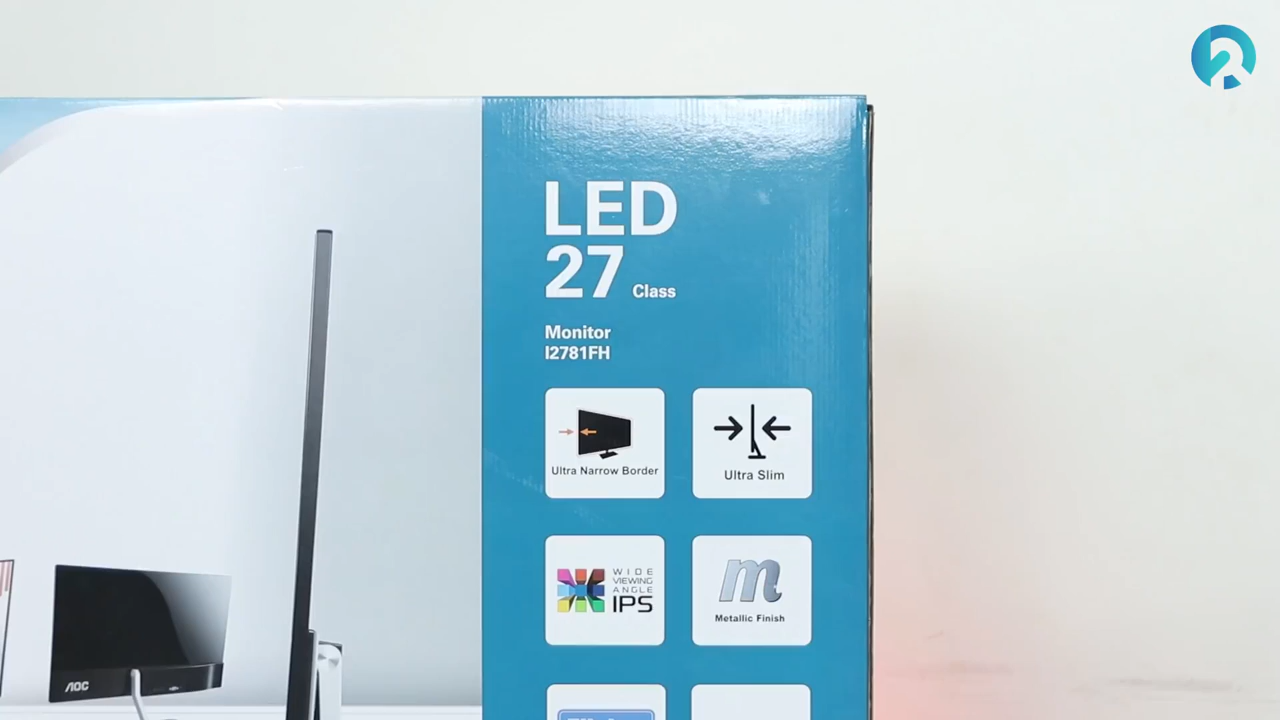 LED
27 Class
Monitor
I2781FH
Ultra Narrow Border
Ultra Slim
WIDE
VIEWING
ANGLE
IPS
m
Metallic Finish
AOC